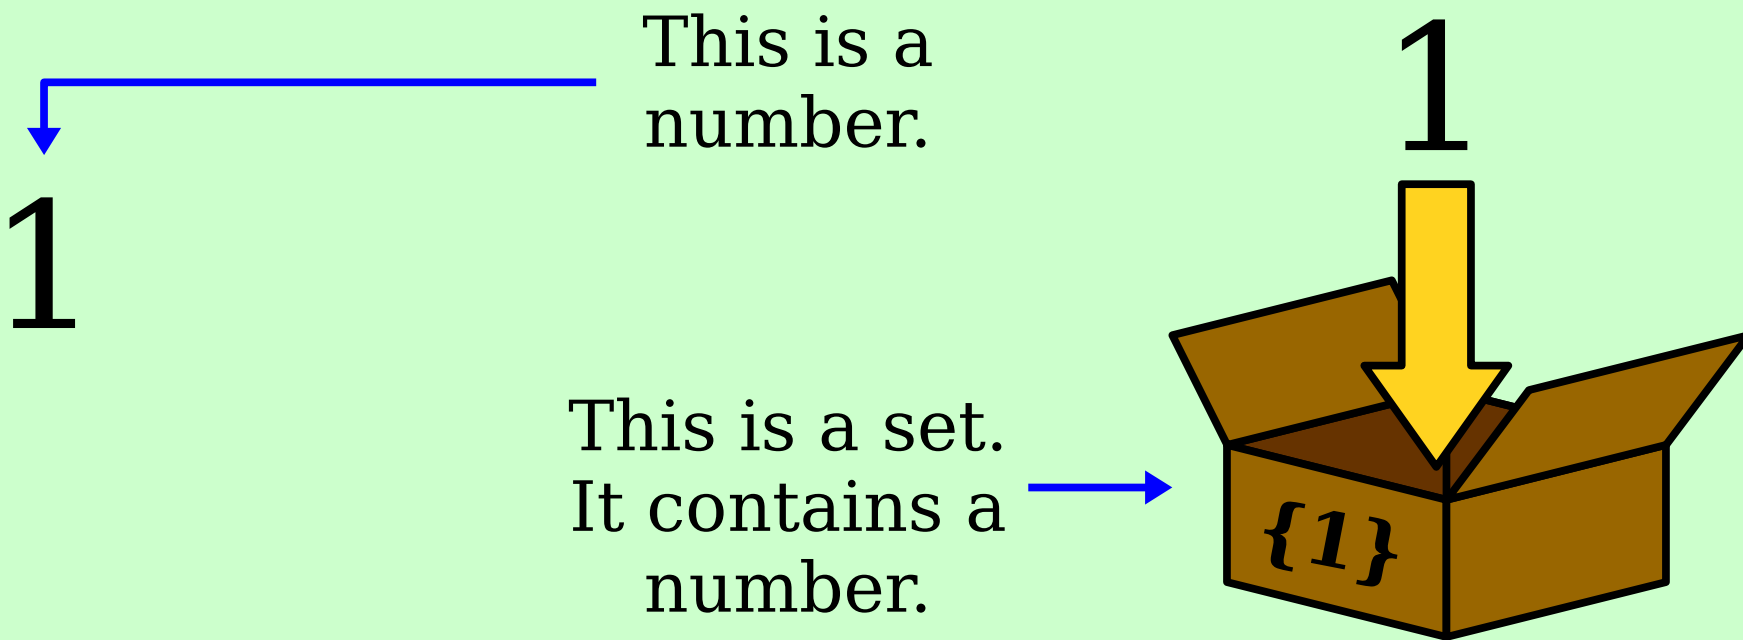 This is a
number.
1
1
This is a set.
It contains a
number.
{1}